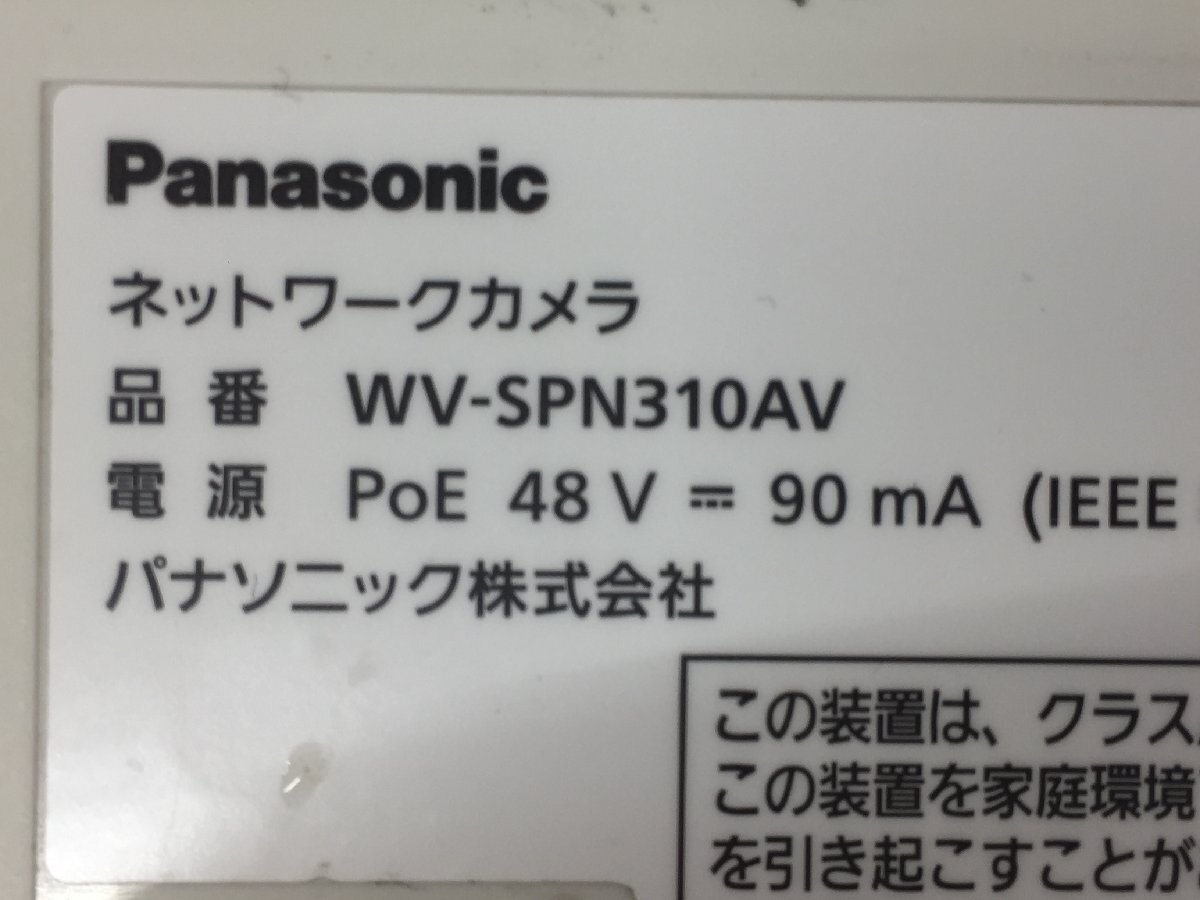 Panasonic
ネットワークカメラ
品 番 WV-SPN310AV
電 源 PoE 48 V ⎓ 90 mA (IEEE
パナソニック株式会社
この装置は、クラス
この装置を家庭環境
を引き起こすことが